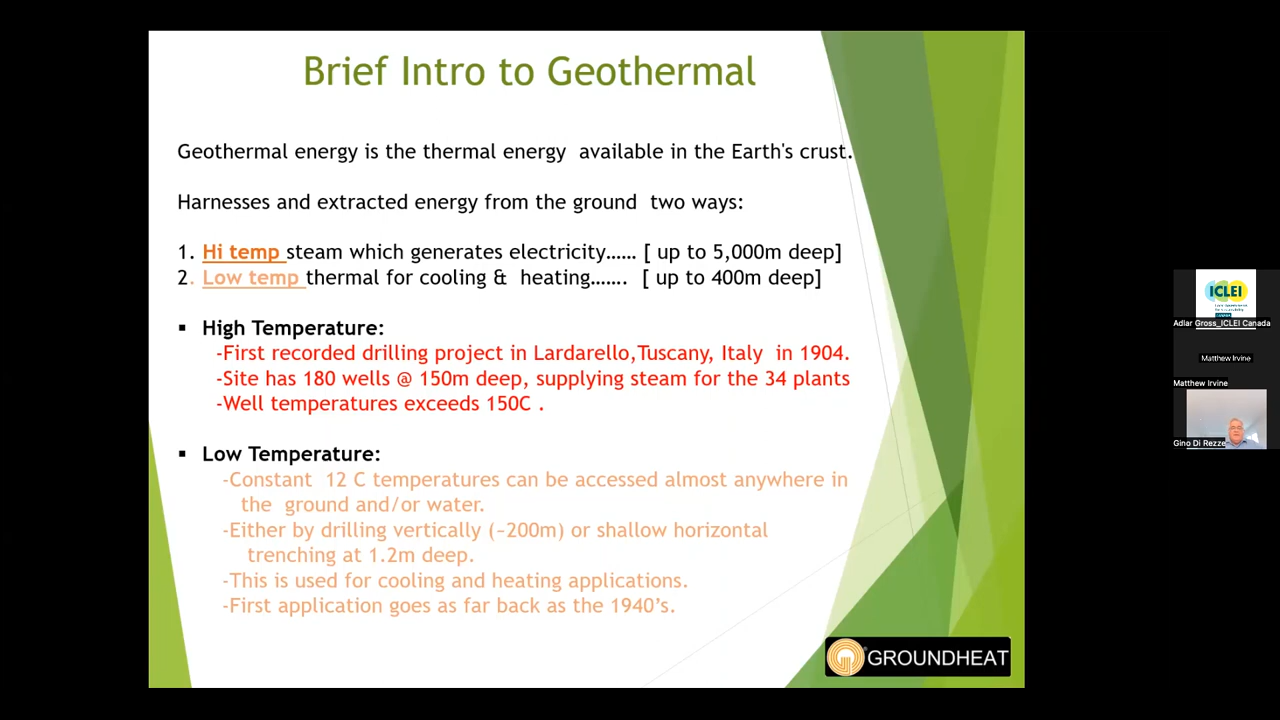 Brief Intro to Geothermal
Geothermal energy is the thermal energy available in the Earth's crust.
Harnesses and extracted energy from the ground two ways:
1. Hi temp steam which generates electricity...... [ up to 5,000m deep]
2. Low temp thermal for cooling & heating....... [ up to 400m deep]
▪ High Temperature:
-First recorded drilling project in Lardarello,Tuscany, Italy in 1904.
-Site has 180 wells @ 150m deep, supplying steam for the 34 plants
-Well temperatures exceeds 150C .
▪ Low Temperature:
-Constant 12 C temperatures can be accessed almost anywhere in
the ground and/or water.
-Either by drilling vertically (~200m) or shallow horizontal
trenching at 1.2m deep.
-This is used for cooling and heating applications.
-First application goes as far back as the 1940's.
GROUNDHEAT
ICLEI
Adlar Gross_ICLEI Canada
Matthew Irvine
Matthew Irvine
Gino Di Rezze